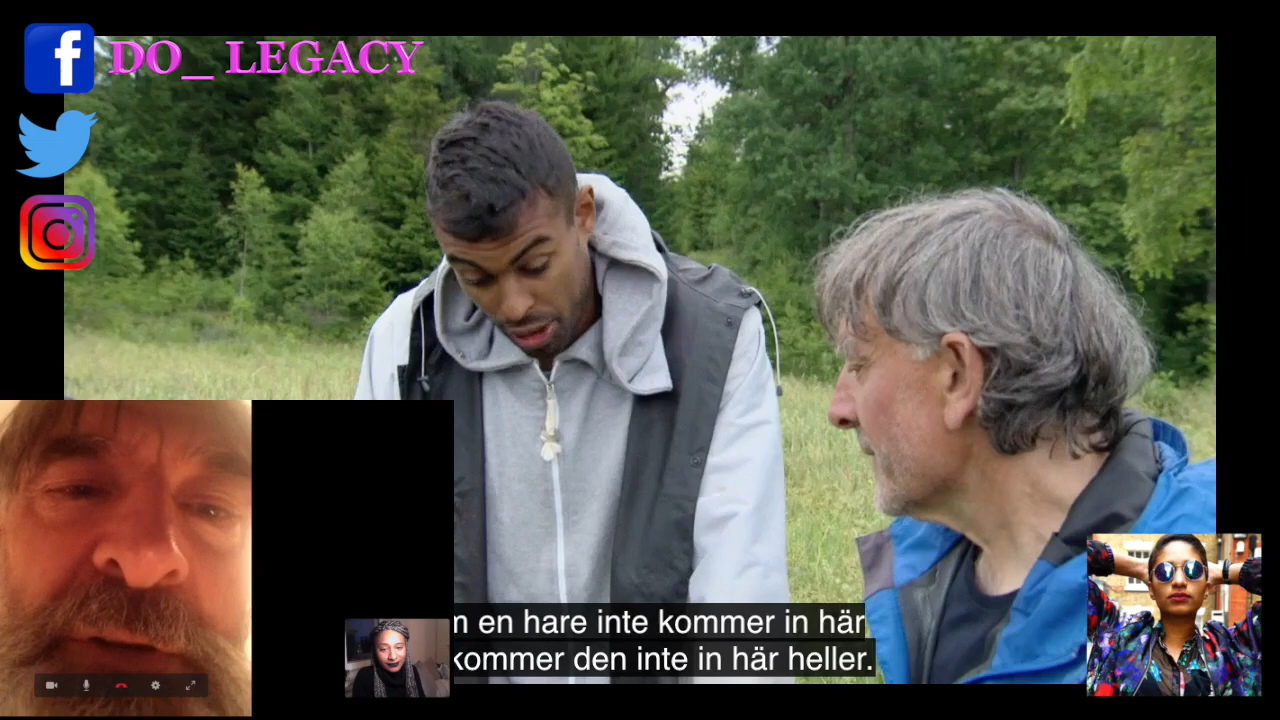 DO_ LEGACY
en hare inte kommer in här
kommer den inte in här heller.